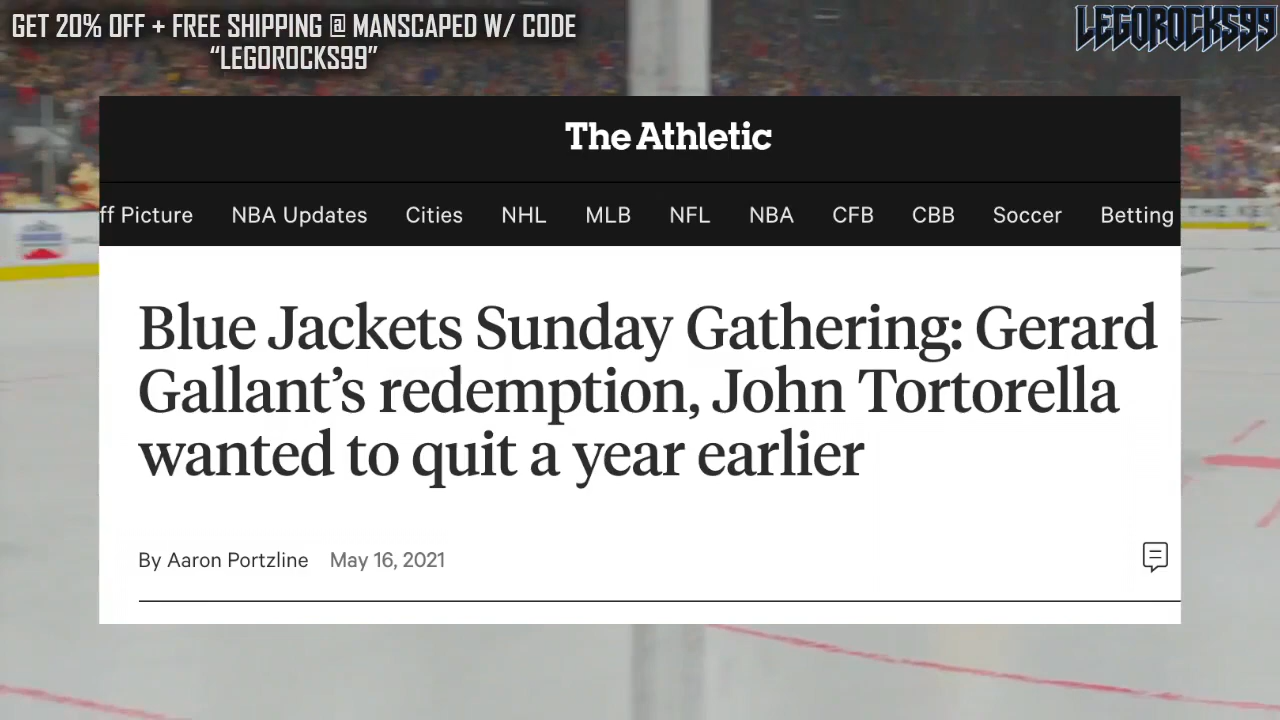 GET 20% OFF + FREE SHIPPING @ MANSCAPED W/ CODE
“LEGOROCKS99”
LEGOROCKS99
The Athletic
ff Picture NBA Updates Cities NHL MLB NFL NBA CFB CBB Soccer Betting
Blue Jackets Sunday Gathering: Gerard
Gallant’s redemption, John Tortorella
wanted to quit a year earlier
By Aaron Portzline May 16, 2021